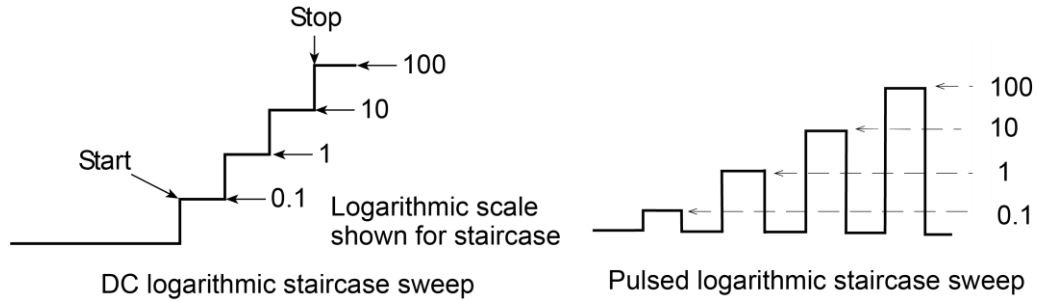 Stop
100
10
1
Start
0.1
Logarithmic scale
shown for staircase
DC logarithmic staircase sweep
100
10
1
0.1
Pulsed logarithmic staircase sweep